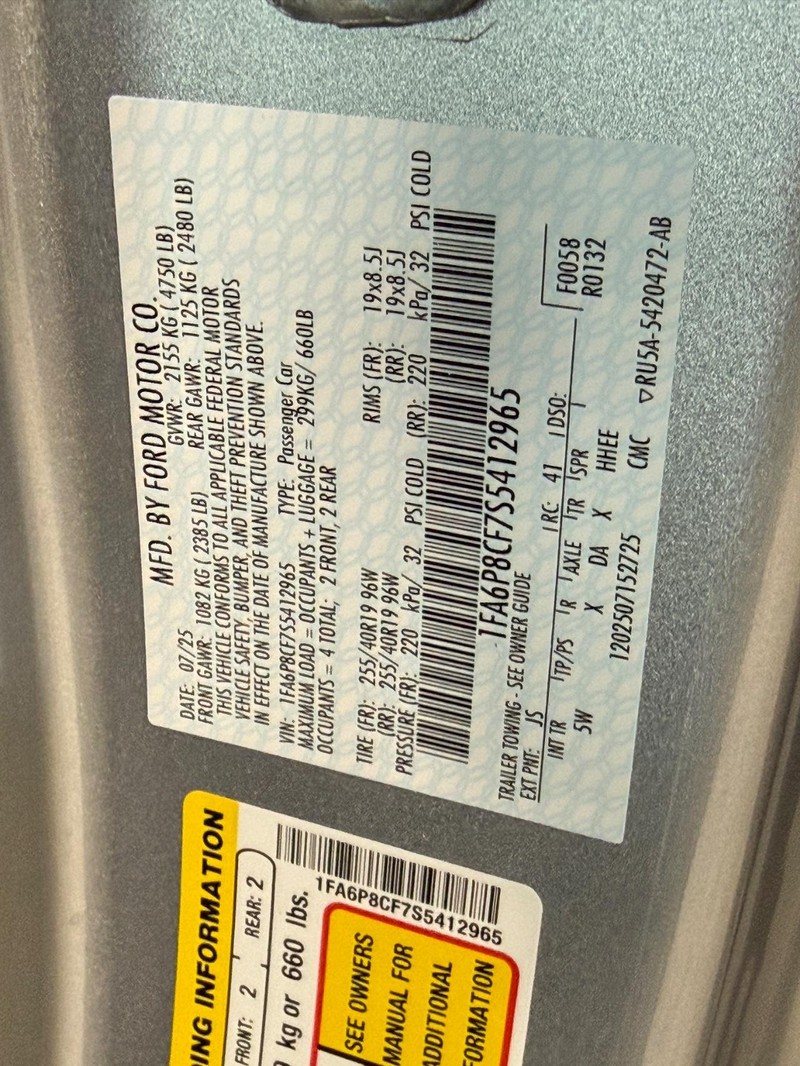 MFD. BY FORD MOTOR CO.
DATE: 07/25 GVWR: 2155 KG ( 4750 LB)
FRONT GAWR: 1082 KG ( 2385 LB) REAR GAWR: 1125 KG ( 2480 LB)
THIS VEHICLE CONFORMS TO ALL APPLICABLE FEDERAL MOTOR
VEHICLE SAFETY, BUMPER, AND THEFT PREVENTION STANDARDS
IN EFFECT ON THE DATE OF MANUFACTURE SHOWN ABOVE.
VIN: 1FA6P8CF7S5412965 TYPE: Passenger Car
MAXIMUM LOAD = OCCUPANTS + LUGGAGE = 299KG/ 660LB
OCCUPANTS = 4 TOTAL; 2 FRONT, 2 REAR
TIRE (FR): 255/40R19 96W RIMS (FR): 19x8.5J
(RR): 255/40R19 96W (RR): 19x8.5J
PRESSURE (FR): 220 kPa/ 32 PSI COLD (RR): 220 kPa/ 32 PSI COLD
1FA6P8CF7S5412965
TRAILER TOWING - SEE OWNER GUIDE
EXT PNT: JS RC: 41 DSO: F0058
INT TR TP/PS R AXLE TR SPR R0132
5W X DA X HHEE
1202507152725 CMC ▽RU5A-5420472-AB
ING INFORMATION
FRONT: 2 REAR: 2
kg or 660 lbs.
1FA6P8CF7S5412965
SEE OWNERS
MANUAL FOR
ADDITIONAL
FORMATION